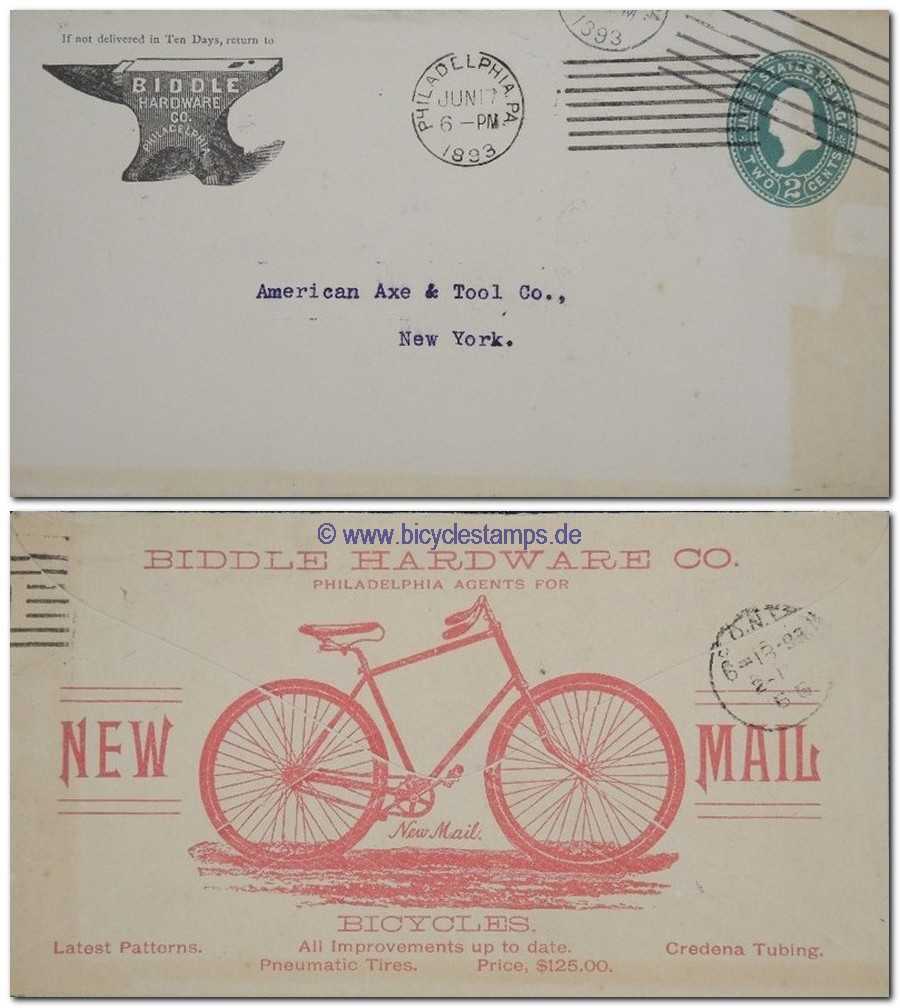 If not delivered in Ten Days, return to
BIDDLE
HARDWARE
CO.
PHILADELPHIA
PHILADELPHIA, PA.
JUN 17
6 — PM
1893
1893
UNITED STATES POSTAGE
TWO 2 CENTS
American Axe & Tool Co.,
New York.
© www.bicyclestamps.de
BIDDLE HARDWARE CO.
PHILADELPHIA AGENTS FOR
NEW MAIL
New Mail.
BICYCLES.
Latest Patterns. All Improvements up to date. Credena Tubing.
Pneumatic Tires. Price, $125.00.